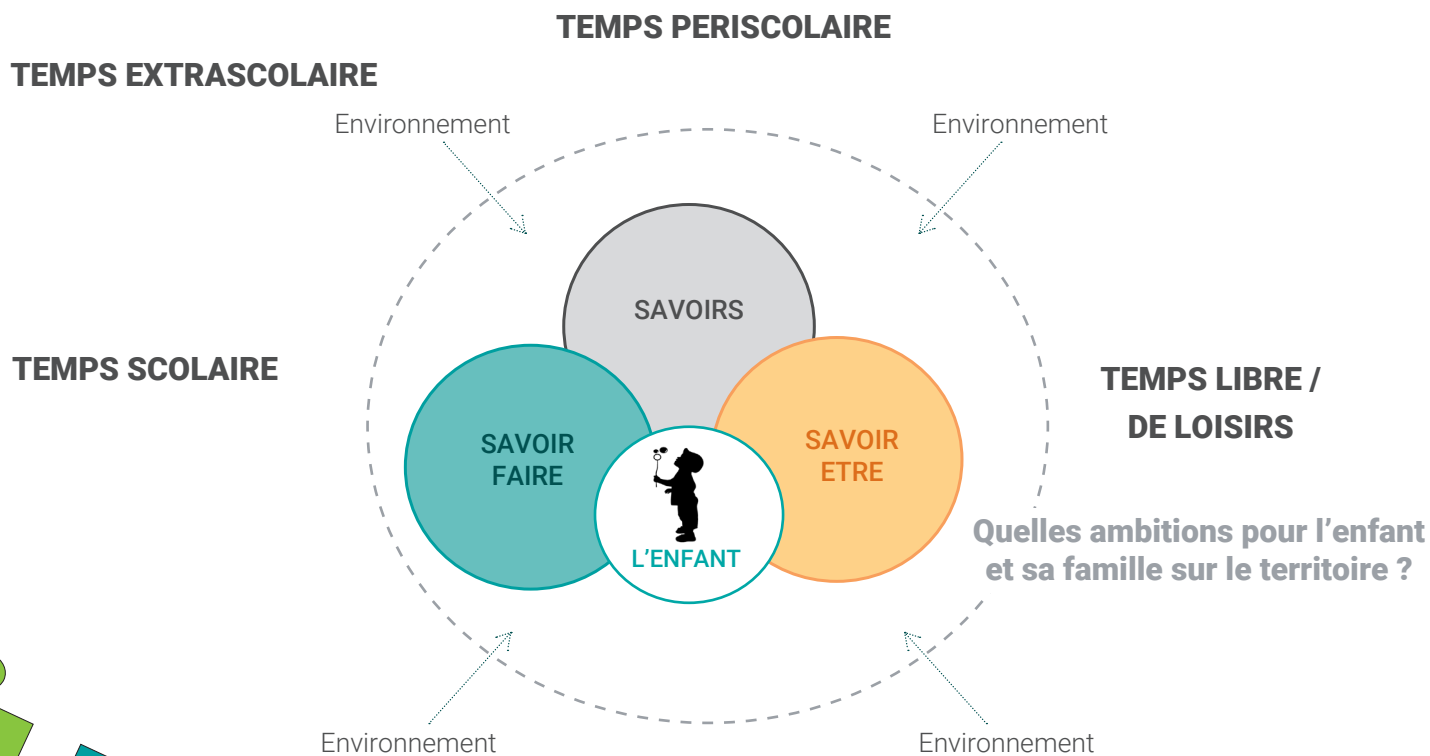 TEMPS PERISCOLAIRE
TEMPS EXTRASCOLAIRE
Environnement
Environnement
SAVOIRS
TEMPS SCOLAIRE
TEMPS LIBRE /
DE LOISIRS
SAVOIR
FAIRE
SAVOIR
ETRE
L’ENFANT
Quelles ambitions pour l’enfant
et sa famille sur le territoire ?
Environnement
Environnement